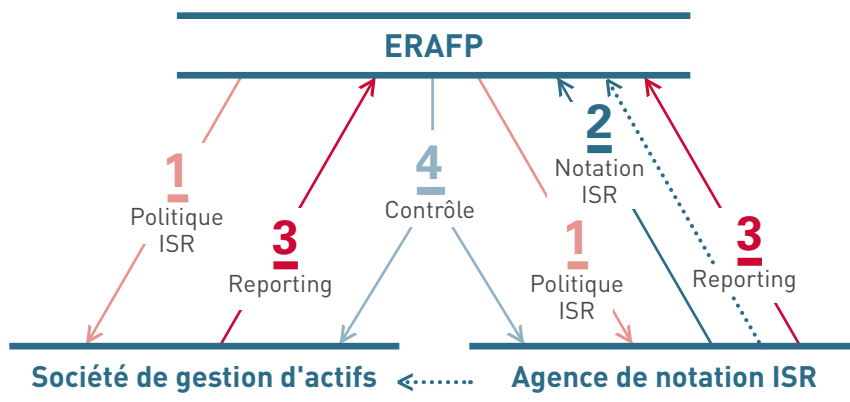 ERAFP
1
Politique
ISR
3
Reporting
4
Contrôle
1
Politique
ISR
2
Notation
ISR
3
Reporting
Société de gestion d'actifs
Agence de notation ISR